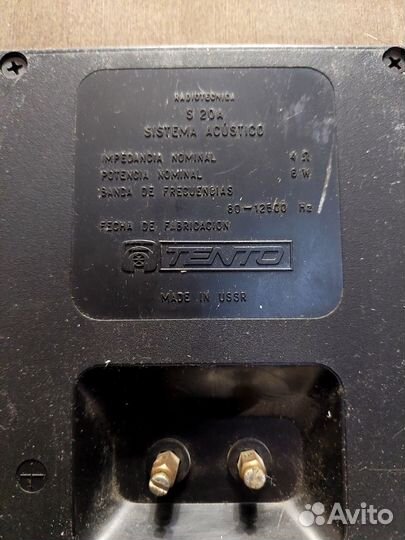 RADIOTECNICA
S 20A
SISTEMA ACÚSTICO
IMPEDANCIA NOMINAL 4 Ω
POTENCIA NOMINAL 6 W
BANDA DE FRECUENCIAS
80-12500 Hz
FECHA DE FABRICACION
TENTO
MADE IN USSR
+
Avito